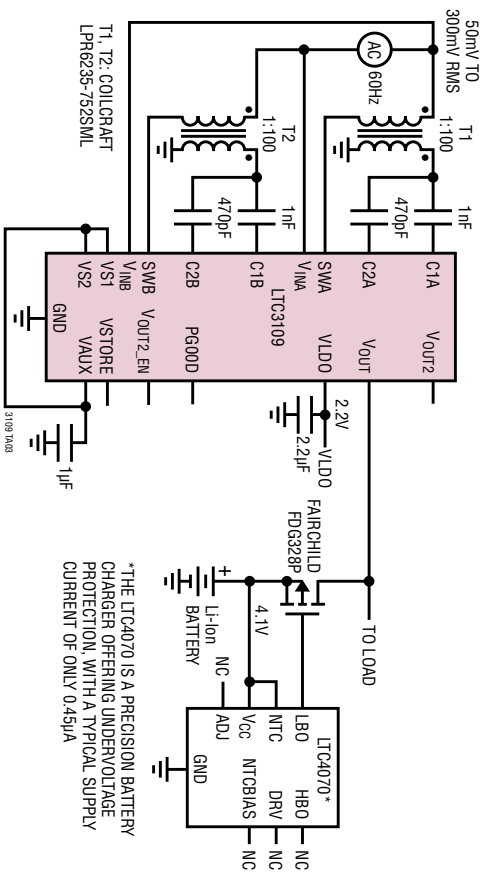 50mV TO
300mV RMS
AC
60Hz
T1
1:100
1nF
470pF
T2
1:100
1nF
470pF
T1, T2: COILCRAFT
LPR6235-752SML
C1A
C2A
SWA
VINA
C1B
C2B
SWB
VINB
VS1
VS2
LTC3109
VOUT2
VOUT
VLDO
PGOOD
VOUT2_EN
VSTORE
VAUX
GND
2.2V
VLDO
2.2µF
1µF
3109 TA03
TO LOAD
FAIRCHILD
FDG328P
4.1V
+
Li-Ion
BATTERY
NC
LTC4070*
LBO
NTC
VCC
ADJ
HBO
DRV
NTCBIAS
GND
NC
NC
NC
*THE LTC4070 IS A PRECISION BATTERY
CHARGER OFFERING UNDERVOLTAGE
PROTECTION, WITH A TYPICAL SUPPLY
CURRENT OF ONLY 0.45µA